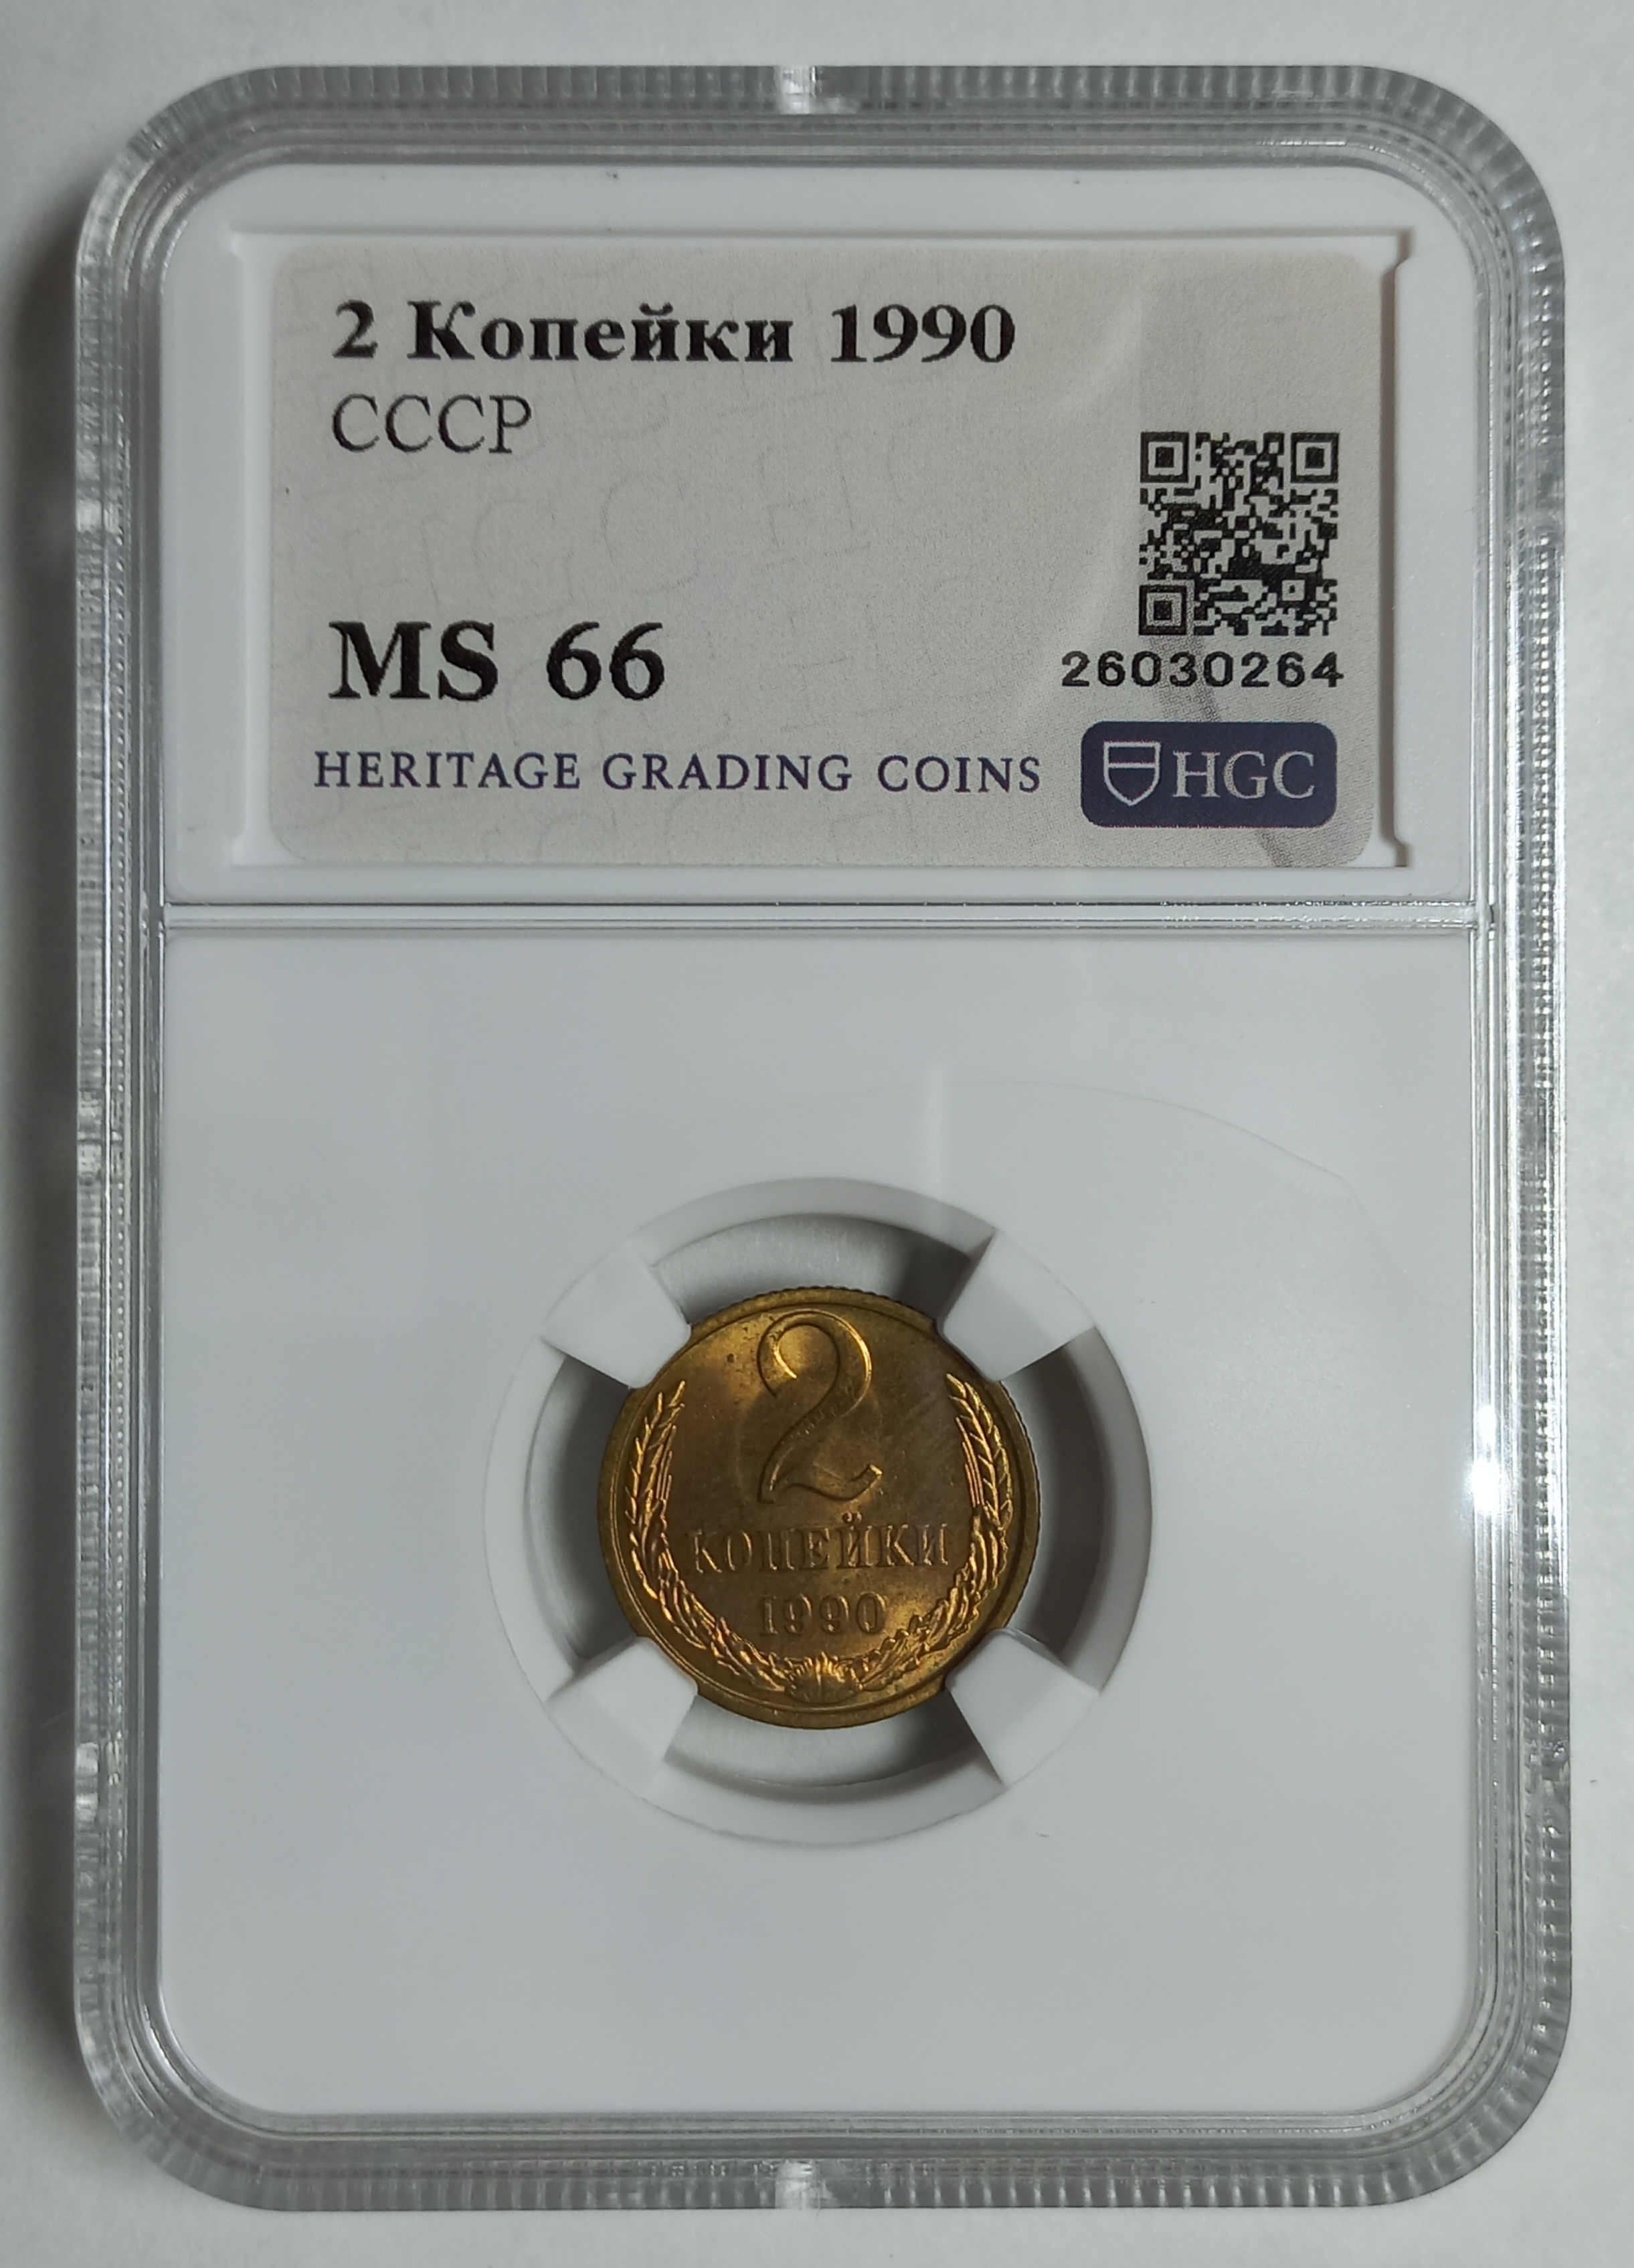 2 Копейки 1990
СССР
MS 66
26030264
HERITAGE GRADING COINS
HGC
2
КОПЕЙКИ
1990